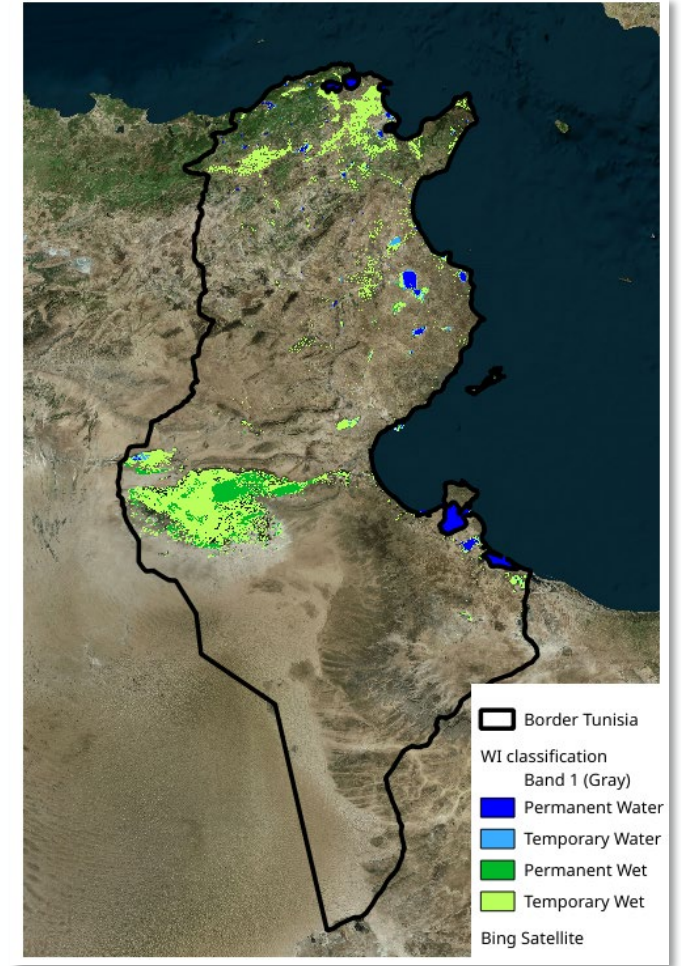 Border Tunisia
WI classification
Band 1 (Gray)
Permanent Water
Temporary Water
Permanent Wet
Temporary Wet
Bing Satellite